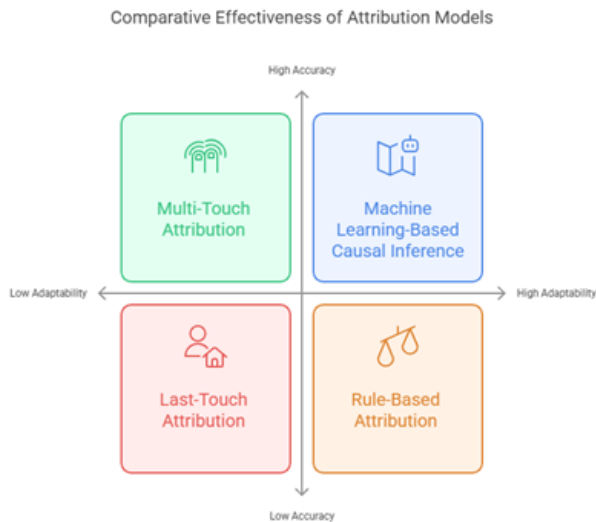 Comparative Effectiveness of Attribution Models
High Accuracy
Multi-Touch
Attribution
Machine
Learning-Based
Causal Inference
Low Adaptability
High Adaptability
Last-Touch
Attribution
Rule-Based
Attribution
Low Accuracy